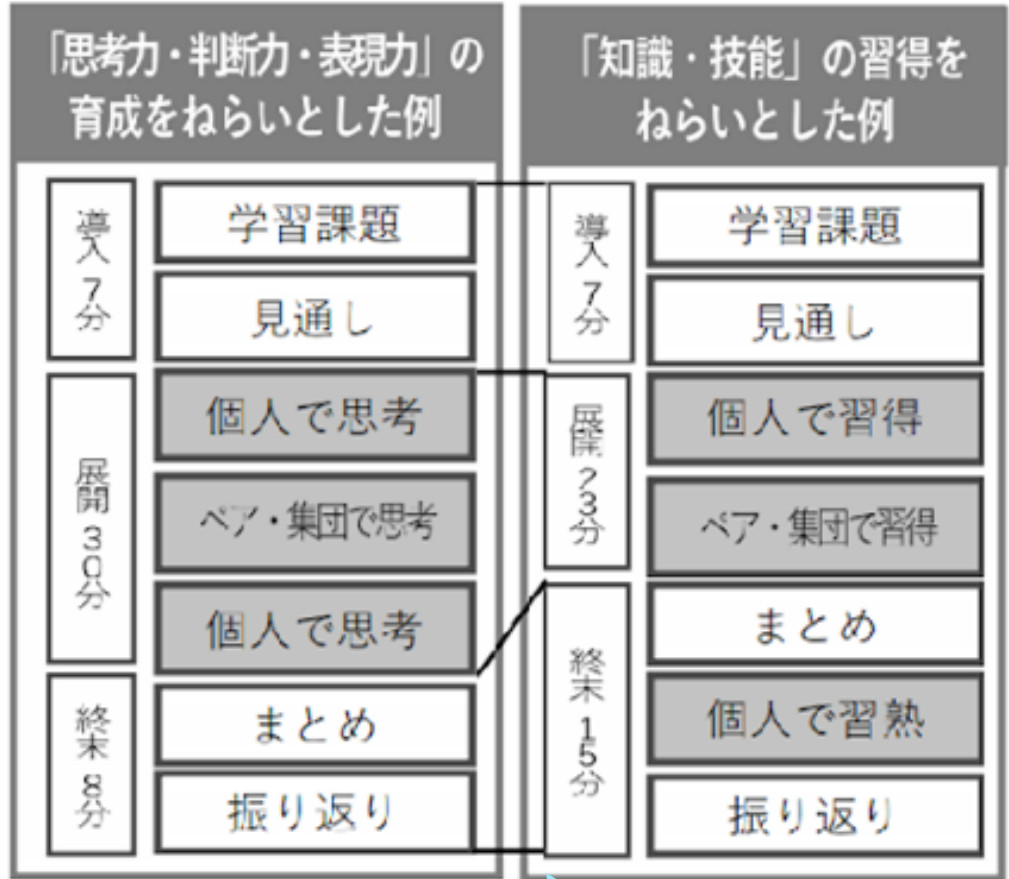 「思考力・判断力・表現力」の
育成をねらいとした例
導入7分
学習課題
見通し
展開30分
個人で思考
ペア・集団で思考
個人で思考
終末8分
まとめ
振り返り
「知識・技能」の習得を
ねらいとした例
導入7分
学習課題
見通し
展開23分
個人で習得
ペア・集団で習得
終末15分
まとめ
個人で習熟
振り返り